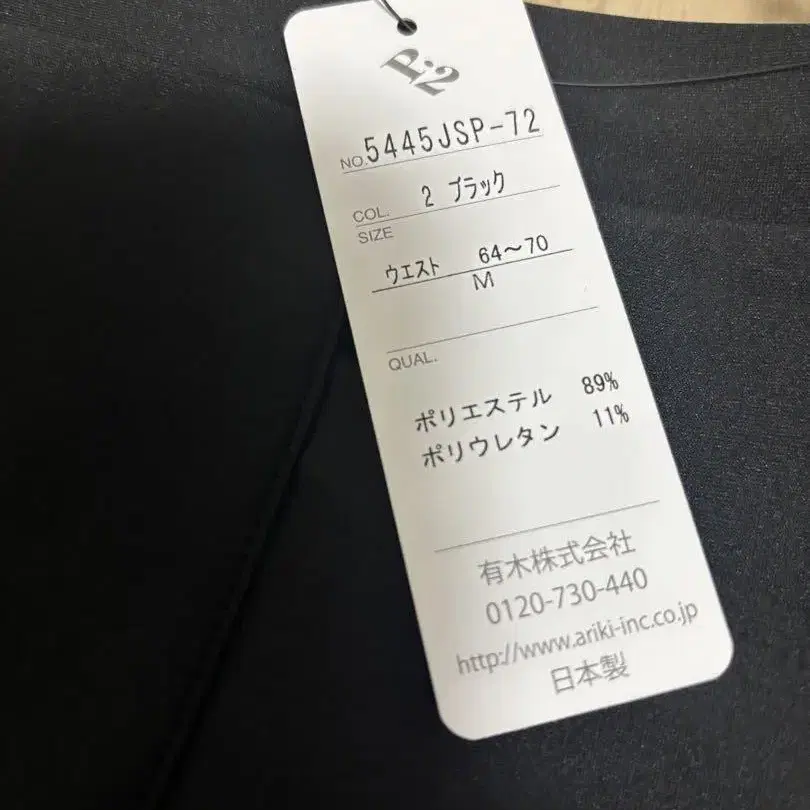 NO. 5445JSP-72
COL. 2 ブラック
SIZE
ウエスト 64～70
M
QUAL.
ポリエステル 89%
ポリウレタン 11%
有木株式会社
0120-730-440
http://www.ariki-inc.co.jp
日本製